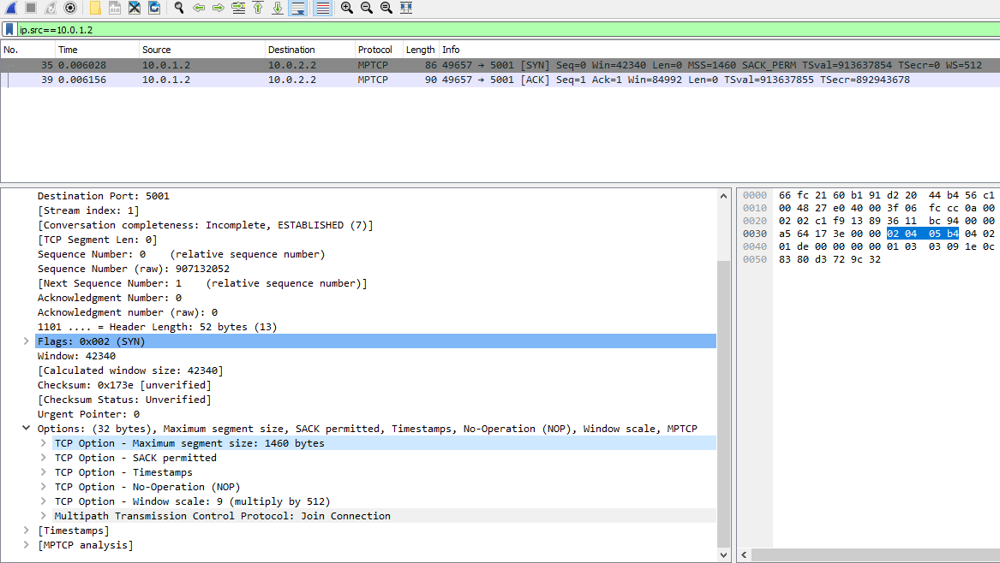 ip.src==10.0.1.2
No. Time Source Destination Protocol Length Info
35 0.006028 10.0.1.2 10.0.2.2 MPTCP 86 49657 → 5001 [SYN] Seq=0 Win=42340 Len=0 MSS=1460 SACK_PERM TSval=913637854 TSecr=0 WS=512
39 0.006156 10.0.1.2 10.0.2.2 MPTCP 90 49657 → 5001 [ACK] Seq=1 Ack=1 Win=84992 Len=0 TSval=913637855 TSecr=892943678
Destination Port: 5001
[Stream index: 1]
[Conversation completeness: Incomplete, ESTABLISHED (7)]
[TCP Segment Len: 0]
Sequence Number: 0 (relative sequence number)
Sequence Number (raw): 907132052
[Next Sequence Number: 1 (relative sequence number)]
Acknowledgment Number: 0
Acknowledgment number (raw): 0
1101 .... = Header Length: 52 bytes (13)
Flags: 0x002 (SYN)
Window: 42340
[Calculated window size: 42340]
Checksum: 0x173e [unverified]
[Checksum Status: Unverified]
Urgent Pointer: 0
Options: (32 bytes), Maximum segment size, SACK permitted, Timestamps, No-Operation (NOP), Window scale, MPTCP
TCP Option - Maximum segment size: 1460 bytes
TCP Option - SACK permitted
TCP Option - Timestamps
TCP Option - No-Operation (NOP)
TCP Option - Window scale: 9 (multiply by 512)
Multipath Transmission Control Protocol: Join Connection
[Timestamps]
[MPTCP analysis]
0000 66 fc 21 60 b1 91 d2 20 44 b4 56 c1
0010 00 48 27 e0 40 00 3f 06 fc cc 0a 00
0020 02 02 c1 f9 13 89 36 11 bc 94 00 00
0030 a5 64 17 3e 00 00 02 04 05 b4 04 02
0040 01 de 00 00 00 00 01 03 03 09 1e 0c
0050 83 80 d3 72 9c 32